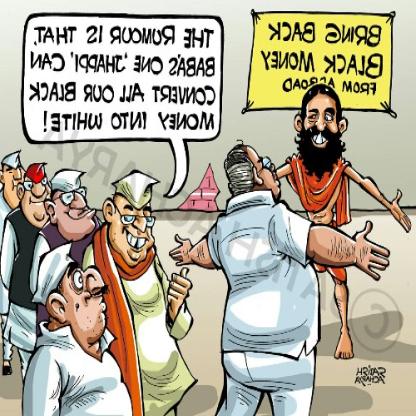 THE RUMOUR IS THAT,
BABA'S ONE 'JHAPPI' CAN
CONVERT ALL OUR BLACK
MONEY INTO WHITE!
BRING BACK
BLACK MONEY
FROM ABROAD
SATISH
ACHARYA